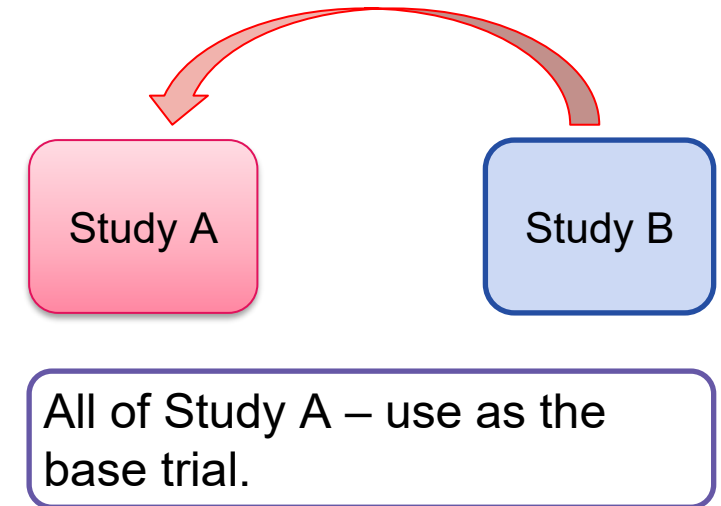 Study A
Study B
All of Study A – use as the
base trial.